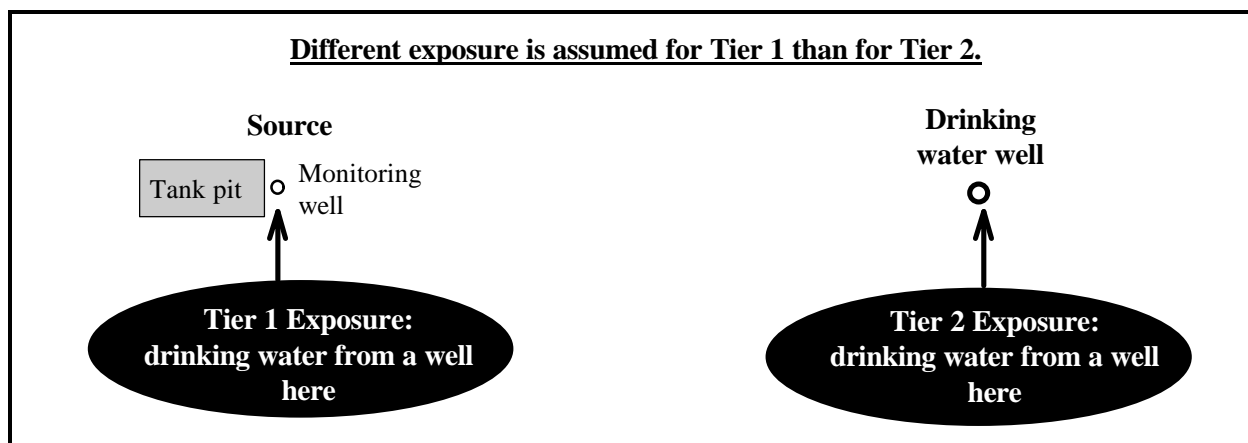 Different exposure is assumed for Tier 1 than for Tier 2.
Source
Tank pit
Monitoring
well
Drinking
water well
Tier 1 Exposure:
drinking water from a well
here
Tier 2 Exposure:
drinking water from a well
here